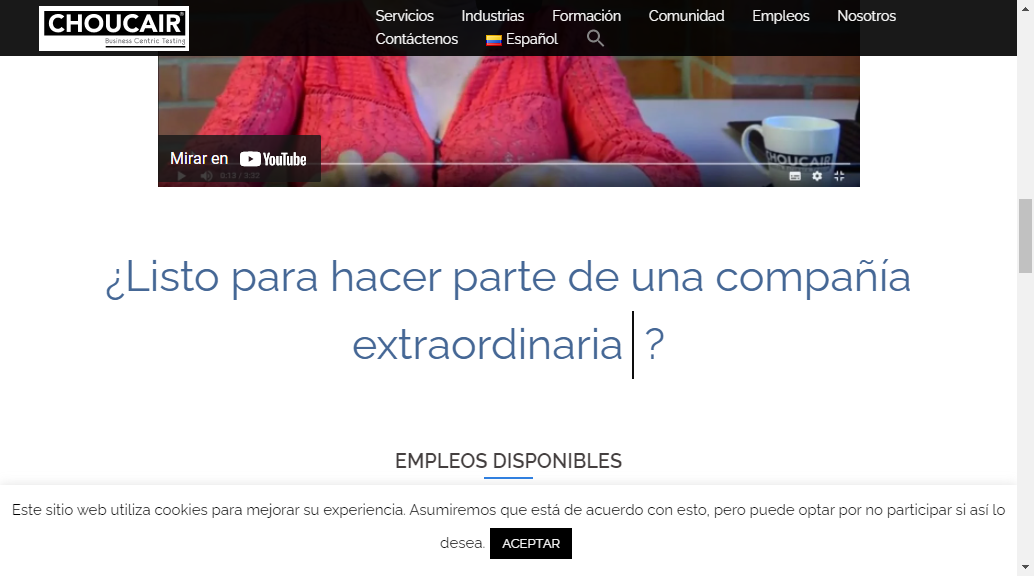 CHOUCAIR
Business Centric Testing
Servicios Industrias Formación Comunidad Empleos Nosotros
Contáctenos Español
CHOUCAIR
Mirar en YouTube
0:13 / 3:32
¿Listo para hacer parte de una compañía
extraordinaria ?
EMPLEOS DISPONIBLES
Este sitio web utiliza cookies para mejorar su experiencia. Asumiremos que está de acuerdo con esto, pero puede optar por no participar si así lo
desea. ACEPTAR